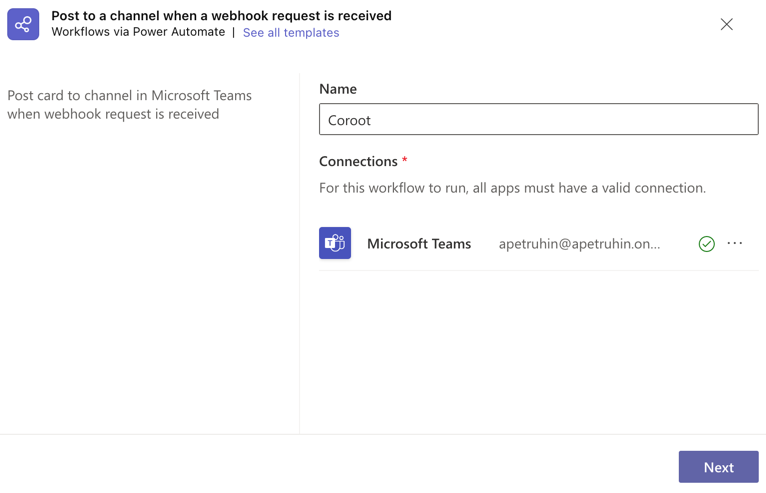 Post to a channel when a webhook request is received
Workflows via Power Automate | See all templates
Post card to channel in Microsoft Teams
when webhook request is received
Name
Coroot
Connections *
For this workflow to run, all apps must have a valid connection.
Microsoft Teams apetruhin@apetruhin.on...
Next